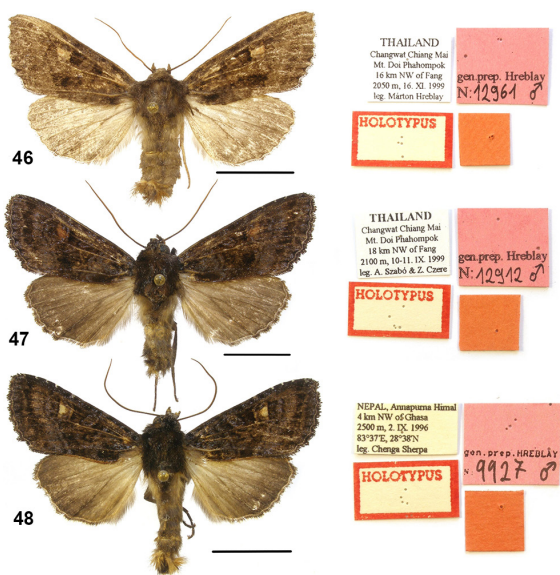 THAILAND
Changwat Chiang Mai
Mt. Doi Phahompok
16 km NW of Fang
2050 m, 16. XI. 1999
leg. Márton Hreblay
gen.prep. Hreblay
N: 12961 ♂
HOLOTYPUS
46
THAILAND
Changwat Chiang Mai
Mt. Doi Phahompok
18 km NW of Fang
2100 m, 10-11. IX. 1999
leg. A. Szabó & Z. Czere
gen.prep. Hreblay
N: 12912 ♂
HOLOTYPUS
47
NEPAL, Annapurna Himal
4 km NW of Ghasa
2500 m, 2. IX. 1996
83°37'E, 28°38'N
leg. Chenga Sherpa
gen.prep. HREBLAY
N: 9927 ♂
HOLOTYPUS
48